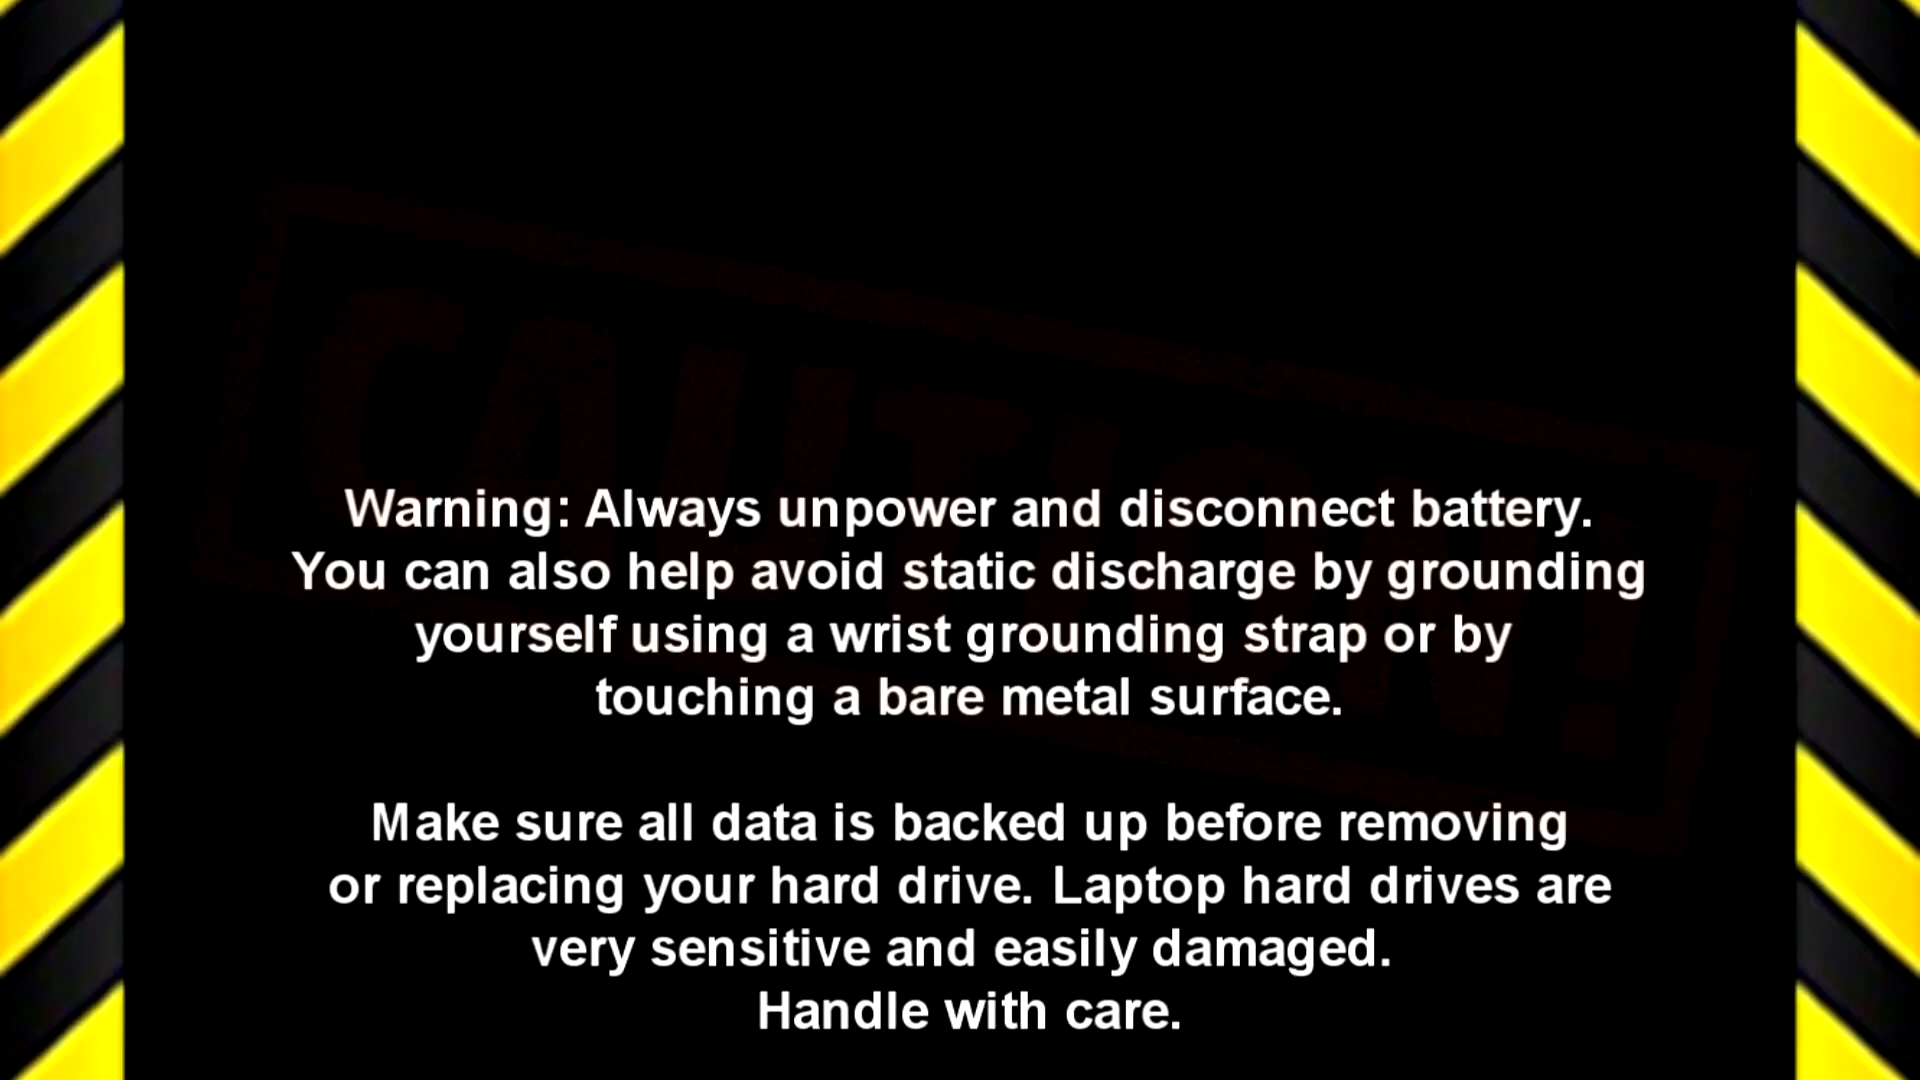 CAUTION!
Warning: Always unpower and disconnect battery.
You can also help avoid static discharge by grounding
yourself using a wrist grounding strap or by
touching a bare metal surface.
Make sure all data is backed up before removing
or replacing your hard drive. Laptop hard drives are
very sensitive and easily damaged.
Handle with care.